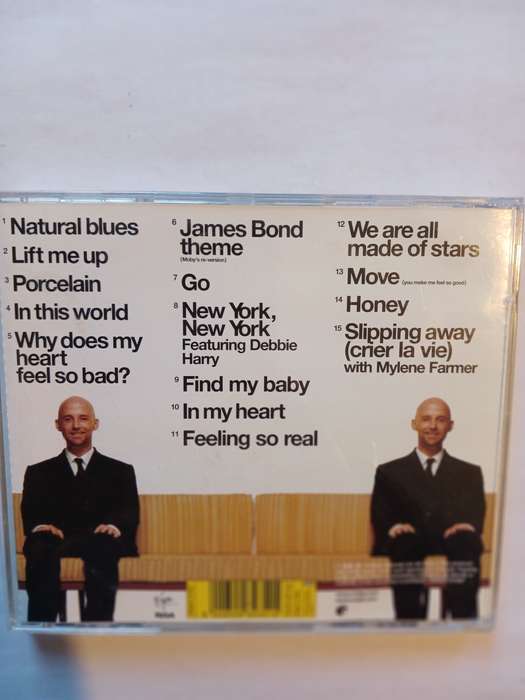 1 Natural blues
2 Lift me up
3 Porcelain
4 In this world
5 Why does my
heart
feel so bad?
6 James Bond
theme
(Moby's re-version)
7 Go
8 New York,
New York
Featuring Debbie
Harry
9 Find my baby
10 In my heart
11 Feeling so real
12 We are all
made of stars
13 Move (you make me feel so good)
14 Honey
15 Slipping away
(crier la vie)
with Mylene Farmer